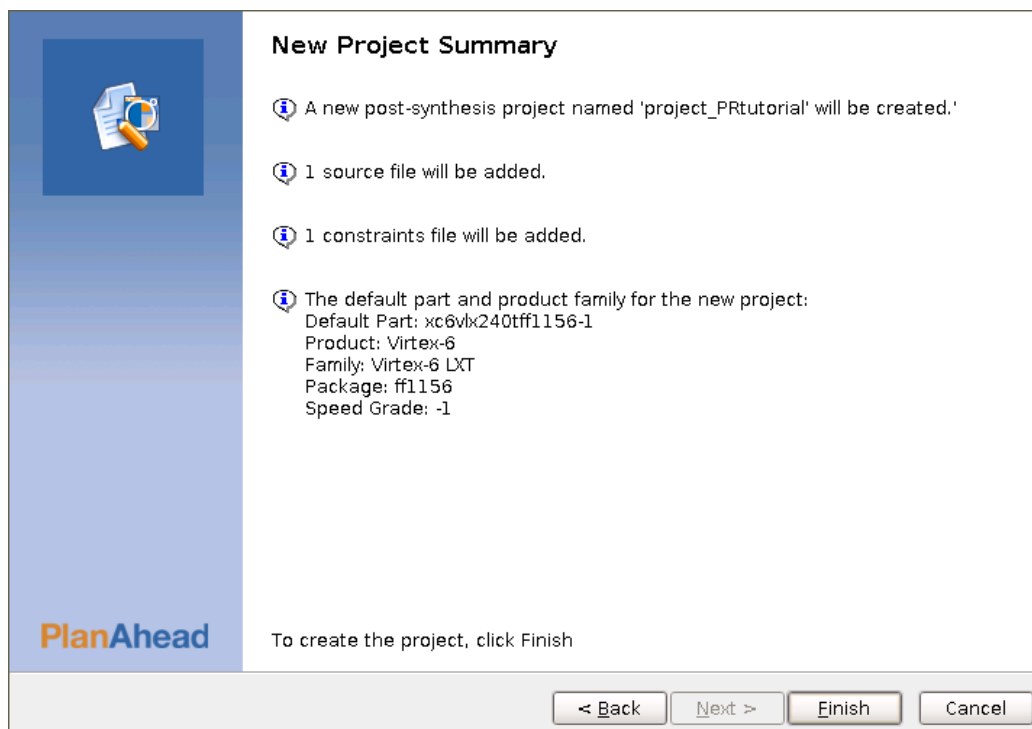 New Project Summary
A new post-synthesis project named 'project_PRtutorial' will be created.'
1 source file will be added.
1 constraints file will be added.
The default part and product family for the new project:
Default Part: xc6vlx240tff1156-1
Product: Virtex-6
Family: Virtex-6 LXT
Package: ff1156
Speed Grade: -1
PlanAhead
To create the project, click Finish
< Back
Next >
Finish
Cancel